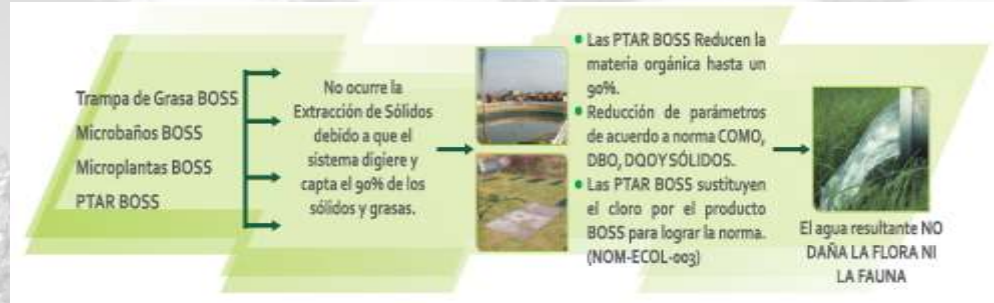 Trampa de Grasa BOSS
Microbaños BOSS
Microplantas BOSS
PTAR BOSS
No ocurre la
Extracción de Sólidos
debido a que el
sistema digiere y
capta el 90% de los
sólidos y grasas.
• Las PTAR BOSS Reducen la
materia orgánica hasta un
90%.
• Reducción de parámetros
de acuerdo a norma COMO,
DBO, DQOYSÓLIDOS.
• Las PTAR BOSS sustituyen
el cloro por el producto
BOSS para lograr la norma.
(NOM-ECOL-003)
El agua resultante NO
DAÑA LA FLORA NI
LA FAUNA